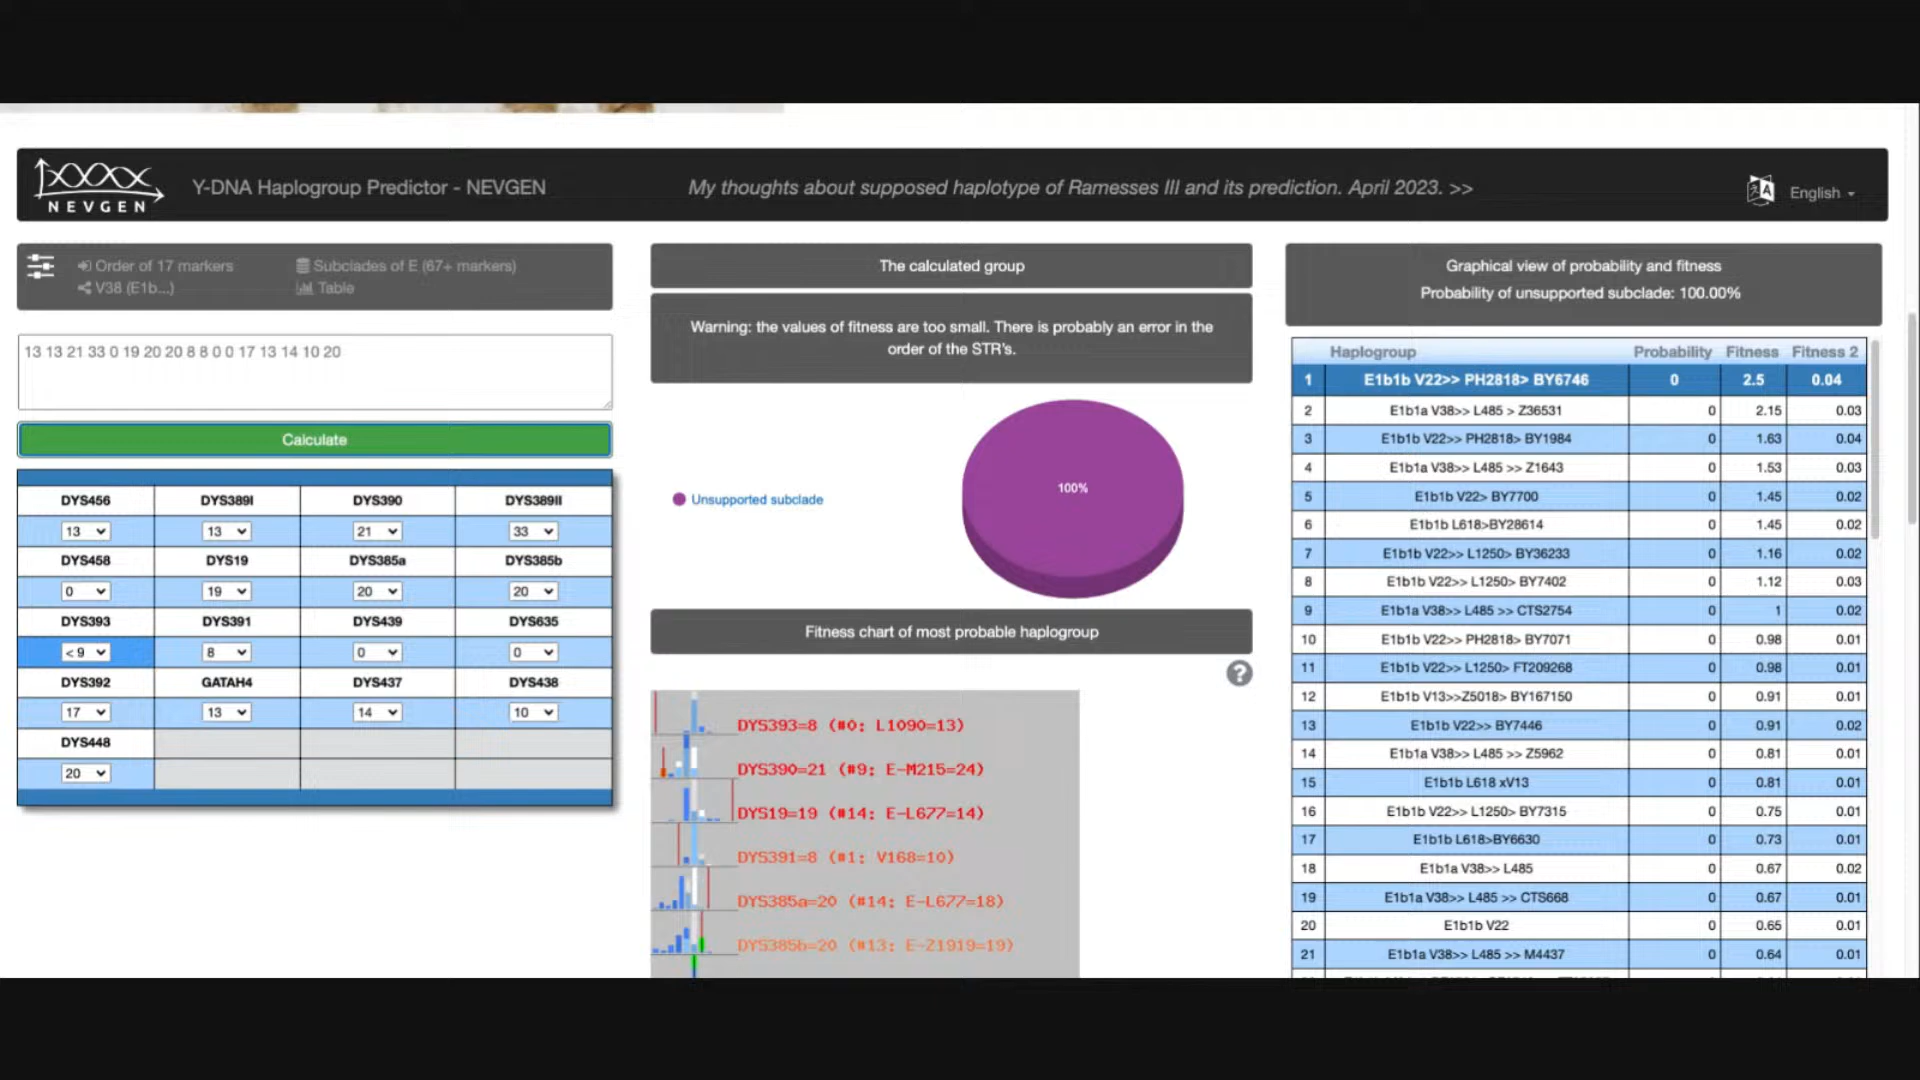 NEVGEN
Y-DNA Haplogroup Predictor - NEVGEN
My thoughts about supposed haplotype of Ramesses III and its prediction. April 2023. >>
English
Order of 17 markers
Subclades of E (67+ markers)
V38 (E1b...)
Table
13 13 21 33 0 19 20 20 8 8 0 0 17 13 14 10 20
Calculate
DYS456 DYS389I DYS390 DYS389II
13 13 21 33
DYS458 DYS19 DYS385a DYS385b
0 19 20 20
DYS393 DYS391 DYS439 DYS635
< 9 8 0 0
DYS392 GATAH4 DYS437 DYS438
17 13 14 10
DYS448
20
The calculated group
Warning: the values of fitness are too small. There is probably an error in the
order of the STR's.
Unsupported subclade
100%
Fitness chart of most probable haplogroup
?
DYS393=8 (#0; L1090=13)
DYS390=21 (#9; E-M215=24)
DYS19=19 (#14; E-L677=14)
DYS391=8 (#1; V168=10)
DYS385a=20 (#14; E-L677=18)
DYS385b=20 (#13; E-Z1919=19)
Graphical view of probability and fitness
Probability of unsupported subclade: 100.00%
Haplogroup Probability Fitness Fitness 2
1 E1b1b V22>> PH2818> BY6746 0 2.5 0.04
2 E1b1a V38>> L485 > Z36531 0 2.15 0.03
3 E1b1b V22>> PH2818> BY1984 0 1.63 0.04
4 E1b1a V38>> L485 >> Z1643 0 1.53 0.03
5 E1b1b V22> BY7700 0 1.45 0.02
6 E1b1b L618>BY28614 0 1.45 0.02
7 E1b1b V22>> L1250> BY36233 0 1.16 0.02
8 E1b1b V22>> L1250> BY7402 0 1.12 0.03
9 E1b1a V38>> L485 >> CTS2754 0 1 0.02
10 E1b1b V22>> PH2818> BY7071 0 0.98 0.01
11 E1b1b V22>> L1250> FT209268 0 0.98 0.01
12 E1b1b V13>>Z5018> BY167150 0 0.91 0.01
13 E1b1b V22>> BY7446 0 0.91 0.02
14 E1b1a V38>> L485 >> Z5962 0 0.81 0.01
15 E1b1b L618 xV13 0 0.81 0.01
16 E1b1b V22>> L1250> BY7315 0 0.75 0.01
17 E1b1b L618>BY6630 0 0.73 0.01
18 E1b1a V38>> L485 0 0.67 0.02
19 E1b1a V38>> L485 >> CTS668 0 0.67 0.01
20 E1b1b V22 0 0.65 0.01
21 E1b1a V38>> L485 >> M4437 0 0.64 0.01